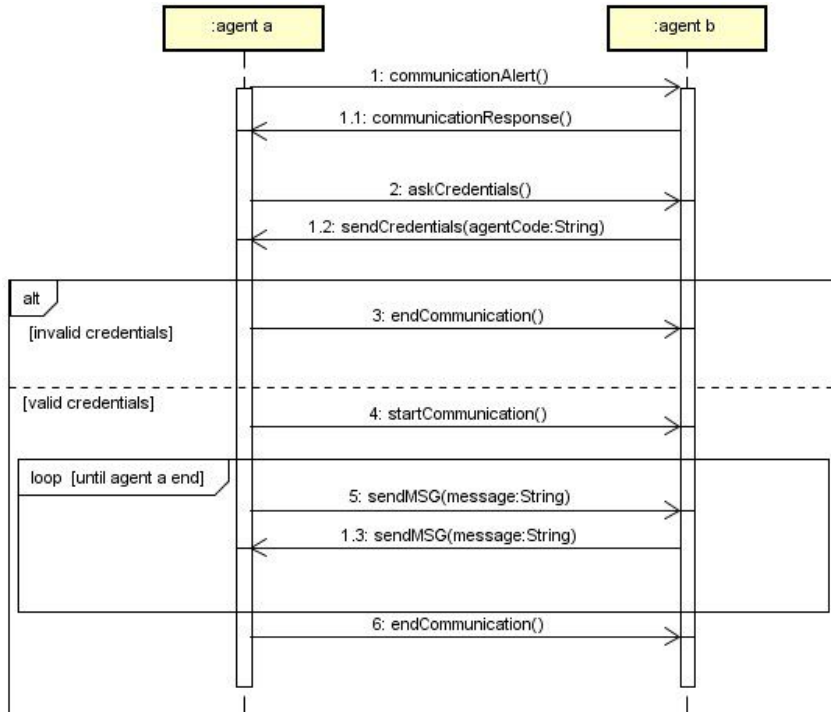 :agent a
:agent b
1: communicationAlert()
1.1: communicationResponse()
2: askCredentials()
1.2: sendCredentials(agentCode:String)
alt
[invalid credentials]
3: endCommunication()
[valid credentials]
4: startCommunication()
loop [until agent a end]
5: sendMSG(message:String)
1.3: sendMSG(message:String)
6: endCommunication()